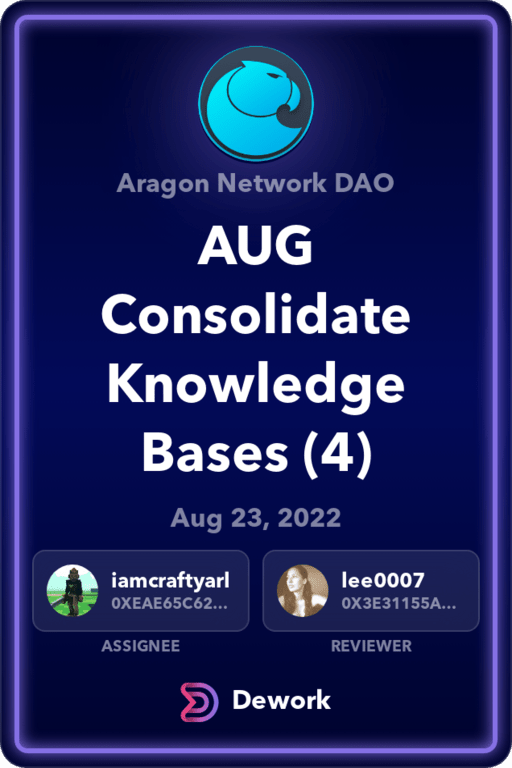 Aragon Network DAO
AUG
Consolidate
Knowledge
Bases (4)
Aug 23, 2022
iamcraftyarl
0XEAE65C62...
ASSIGNEE
lee0007
0X3E31155A...
REVIEWER
Dework